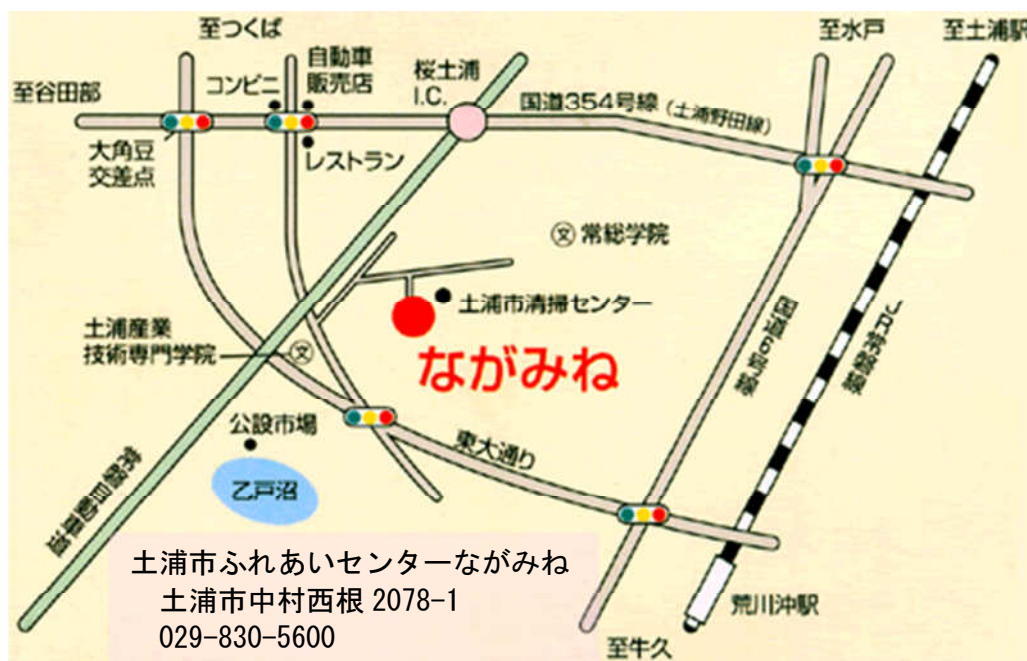 至つくば
至水戸
至土浦駅
自動車
販売店
コンビニ
桜土浦
I.C.
至谷田部
国道354号線(土浦野田線)
大角豆
交差点
レストラン
文 常総学院
土浦市清掃センター
土浦産業
技術専門学院
文
ながみね
国道6号線
JR常磐線
公設市場
東大通り
乙戸沼
常磐自動車道
土浦市ふれあいセンターながみね
土浦市中村西根 2078-1
029-830-5600
荒川沖駅
至牛久